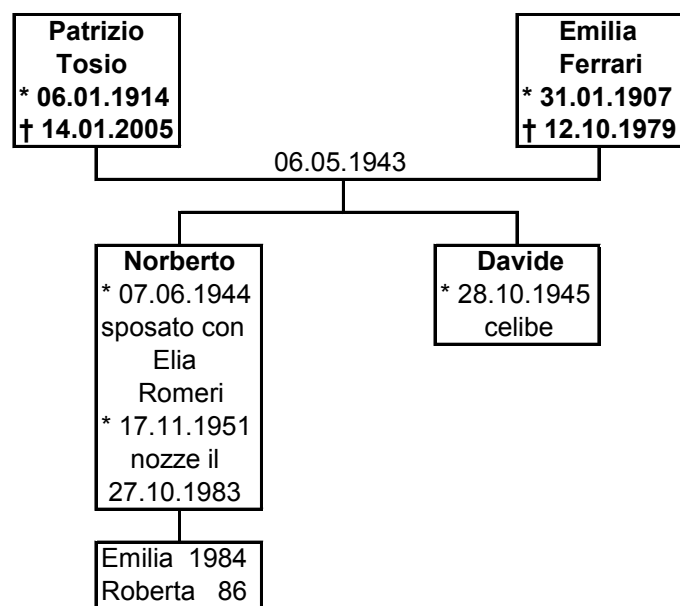 Patrizio
Tosio
* 06.01.1914
† 14.01.2005
Emilia
Ferrari
* 31.01.1907
† 12.10.1979
06.05.1943
Norberto
* 07.06.1944
sposato con
Elia
Romeri
* 17.11.1951
nozze il
27.10.1983
Davide
* 28.10.1945
celibe
Emilia 1984
Roberta 86